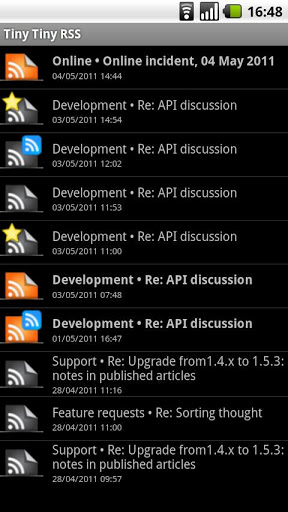 16:48
Tiny Tiny RSS
Online • Online incident, 04 May 2011
04/05/2011 14:44
Development • Re: API discussion
03/05/2011 14:54
Development • Re: API discussion
03/05/2011 12:02
Development • Re: API discussion
03/05/2011 11:53
Development • Re: API discussion
03/05/2011 11:00
Development • Re: API discussion
03/05/2011 07:48
Development • Re: API discussion
01/05/2011 16:47
Support • Re: Upgrade from1.4.x to 1.5.3:
notes in published articles
28/04/2011 11:16
Feature requests • Re: Sorting thought
28/04/2011 11:00
Support • Re: Upgrade from1.4.x to 1.5.3:
notes in published articles
28/04/2011 09:57